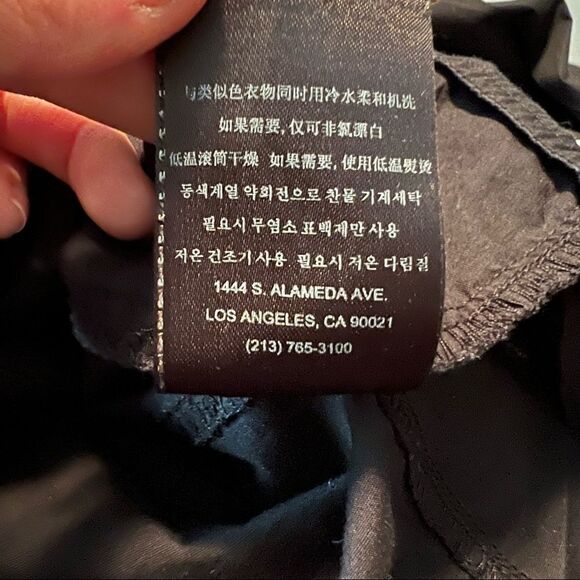 与类似色衣物同时用冷水柔和机洗
如果需要, 仅可非氯漂白
低温滚筒干燥 如果需要, 使用低温熨烫
동색계열 약회전으로 찬물 기계세탁
필요시 무염소 표백제만 사용
저온 건조기 사용 필요시 저온 다림질
1444 S. ALAMEDA AVE.
LOS ANGELES, CA 90021
(213) 765-3100